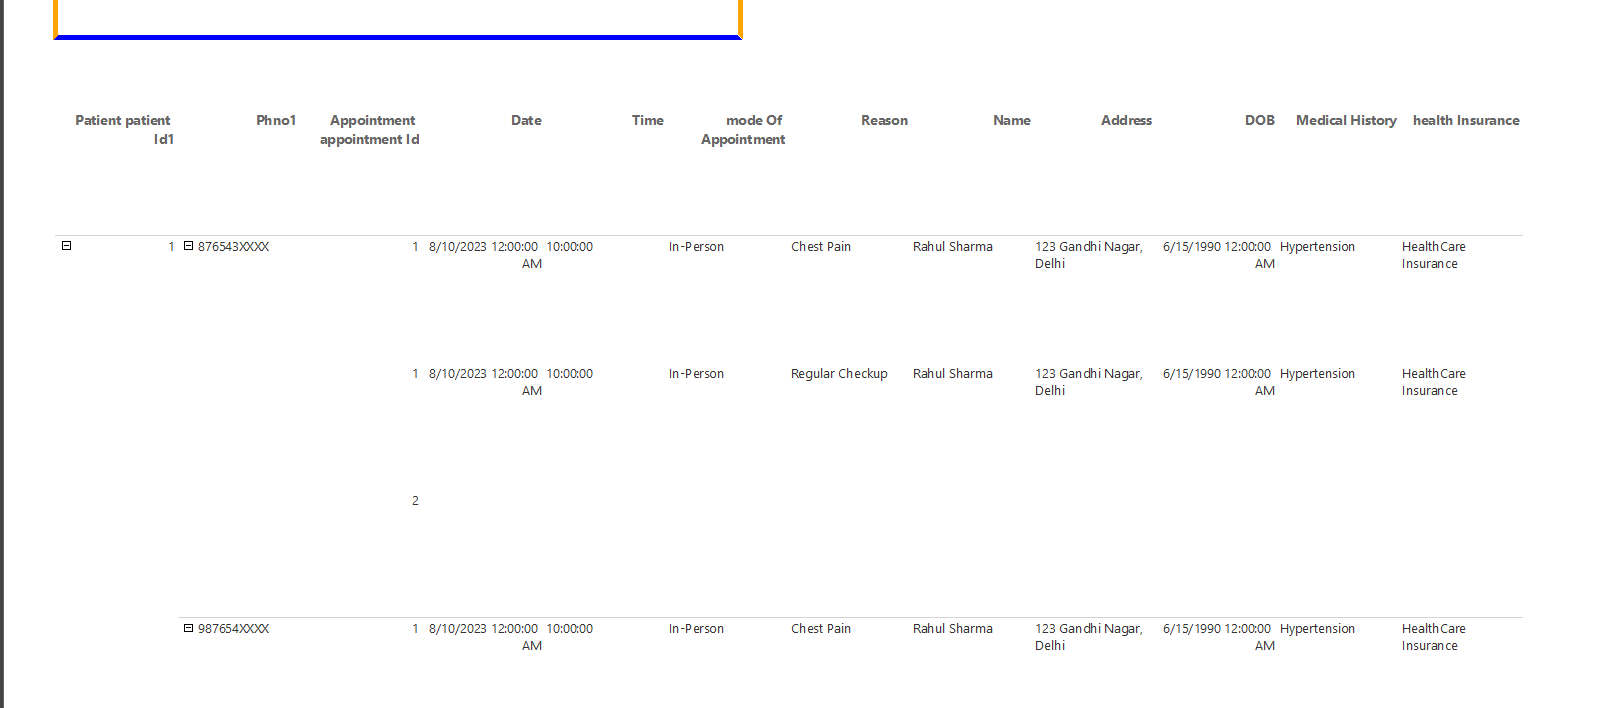 Patient patient Id1 Phno1 Appointment appointment Id Date Time mode Of Appointment Reason Name Address DOB Medical History health Insurance
1 876543XXXX 1 8/10/2023 12:00:00 AM 10:00:00 In-Person Chest Pain Rahul Sharma 123 Gandhi Nagar, Delhi 6/15/1990 12:00:00 AM Hypertension HealthCare Insurance
1 8/10/2023 12:00:00 AM 10:00:00 In-Person Regular Checkup Rahul Sharma 123 Gandhi Nagar, Delhi 6/15/1990 12:00:00 AM Hypertension HealthCare Insurance
2
987654XXXX 1 8/10/2023 12:00:00 AM 10:00:00 In-Person Chest Pain Rahul Sharma 123 Gandhi Nagar, Delhi 6/15/1990 12:00:00 AM Hypertension HealthCare Insurance